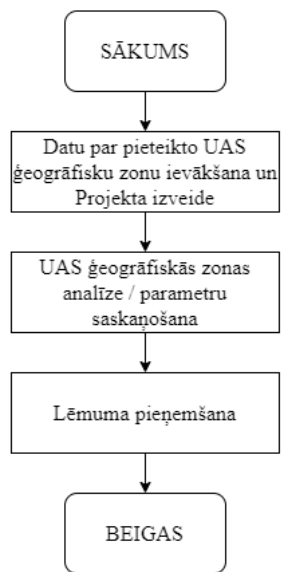 SĀKUMS
Datu par pieteikto UAS
ģeogrāfisku zonu ievākšana un
Projekta izveide
UAS ģeogrāfiskās zonas
analīze / parametru
saskaņošana
Lēmuma pieņemšana
BEIGAS